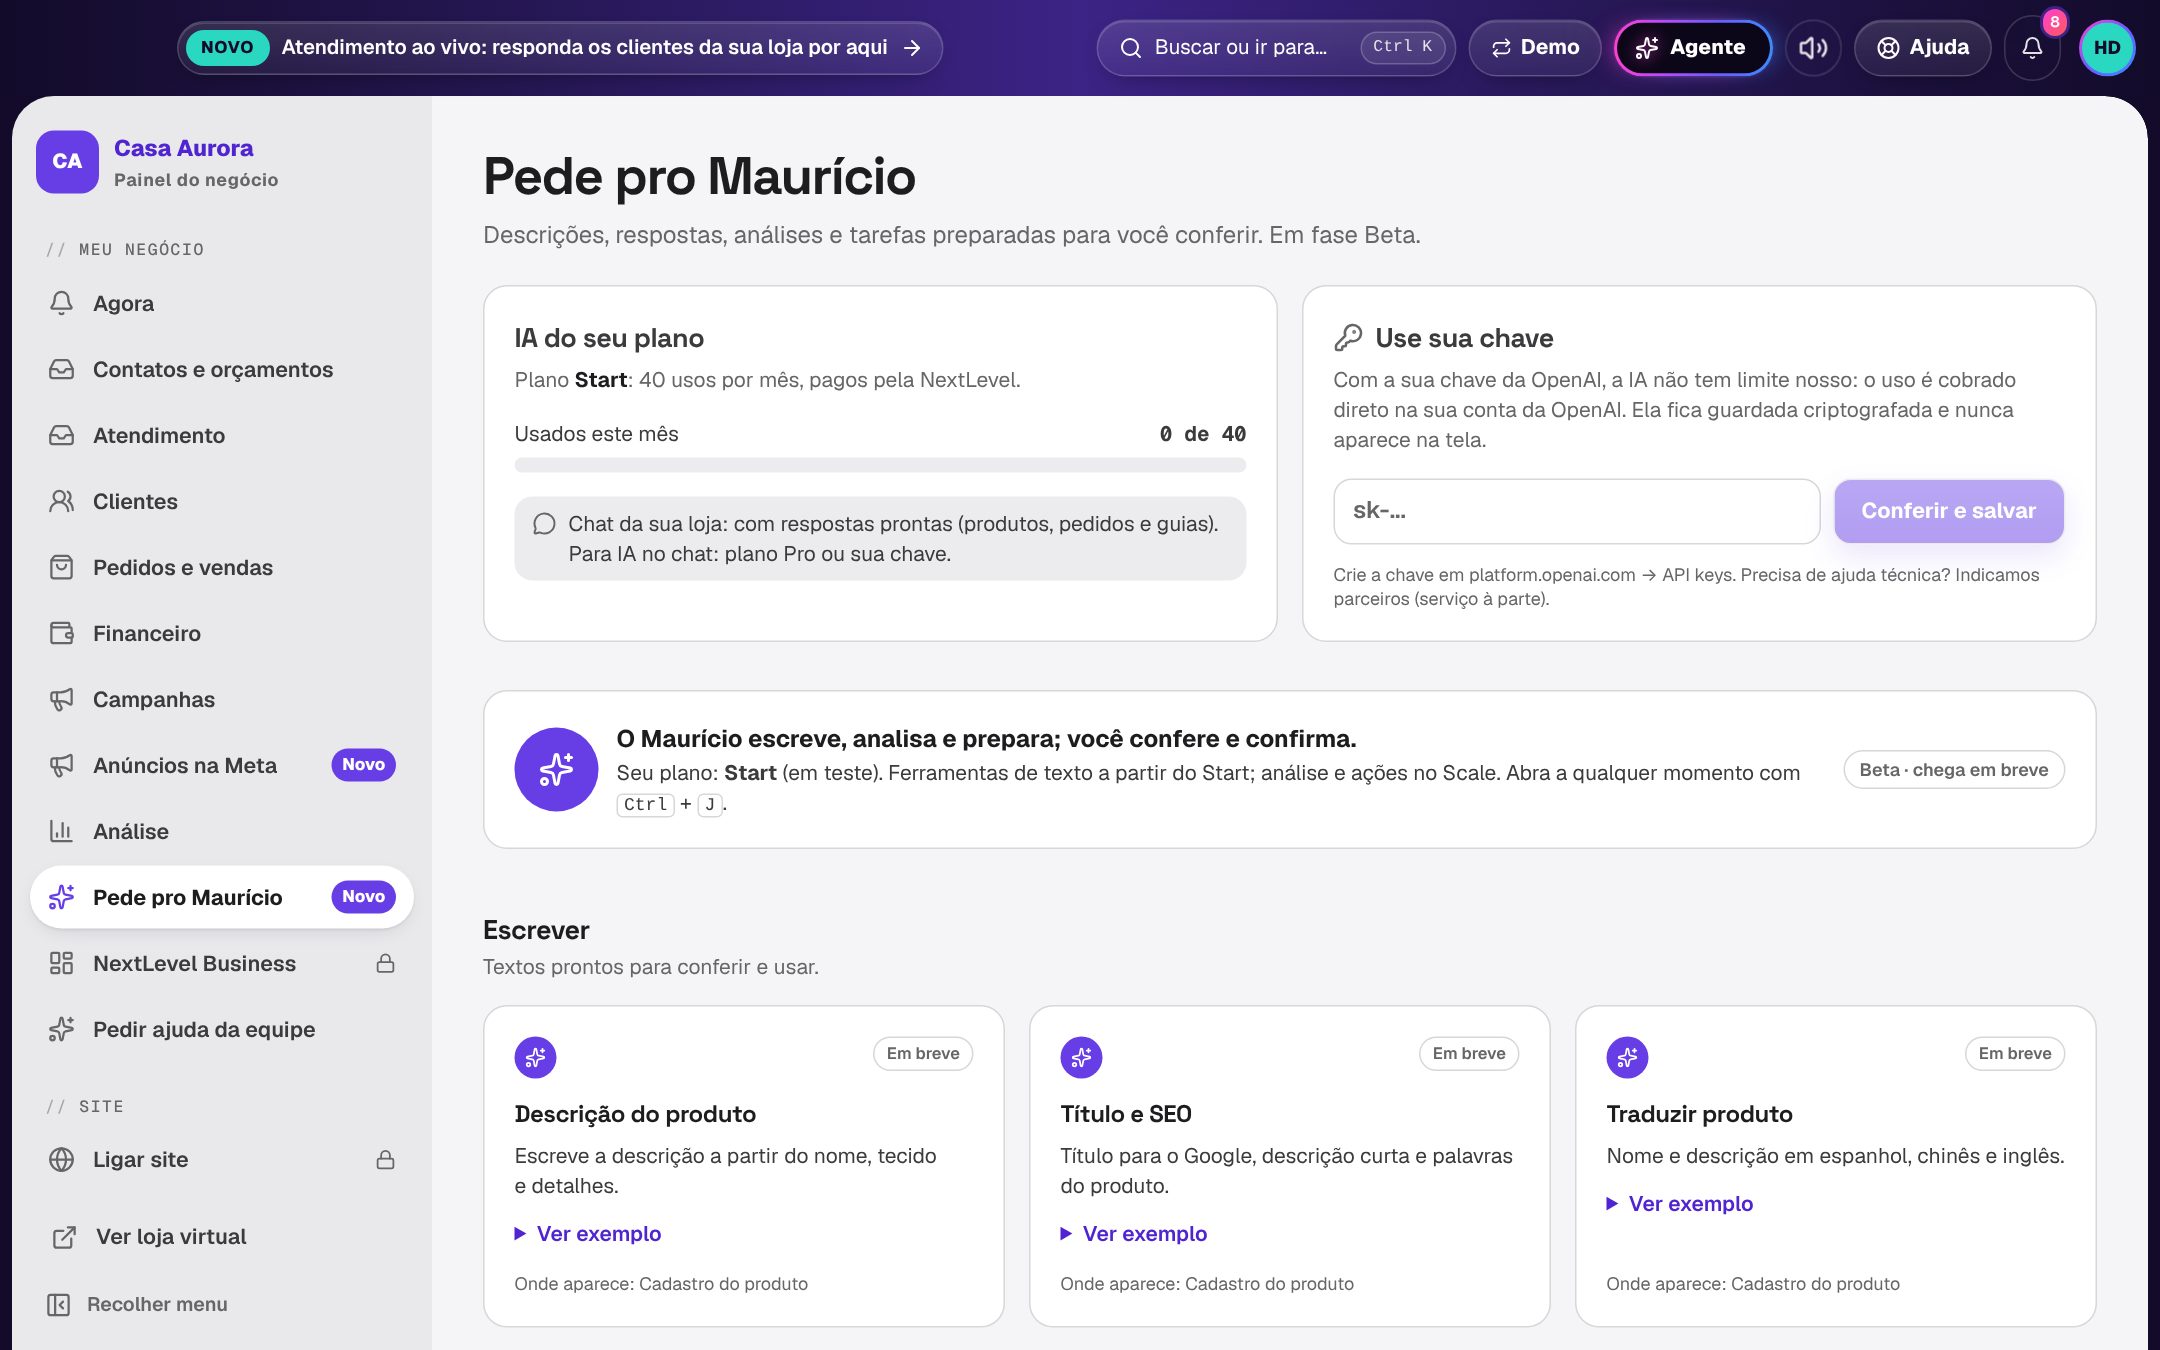 NOVO Atendimento ao vivo: responda os clientes da sua loja por aqui →
Buscar ou ir para... Ctrl K
Demo
Agente
Ajuda
8
HD
CA
Casa Aurora
Painel do negócio
// MEU NEGÓCIO
Agora
Contatos e orçamentos
Atendimento
Clientes
Pedidos e vendas
Financeiro
Campanhas
Anúncios na Meta Novo
Análise
Pede pro Maurício Novo
NextLevel Business
Pedir ajuda da equipe
// SITE
Ligar site
Ver loja virtual
Recolher menu
Pede pro Maurício
Descrições, respostas, análises e tarefas preparadas para você conferir. Em fase Beta.
IA do seu plano
Plano Start: 40 usos por mês, pagos pela NextLevel.
Usados este mês 0 de 40
Chat da sua loja: com respostas prontas (produtos, pedidos e guias).
Para IA no chat: plano Pro ou sua chave.
Use sua chave
Com a sua chave da OpenAI, a IA não tem limite nosso: o uso é cobrado
direto na sua conta da OpenAI. Ela fica guardada criptografada e nunca
aparece na tela.
sk-...
Conferir e salvar
Crie a chave em platform.openai.com → API keys. Precisa de ajuda técnica? Indicamos
parceiros (serviço à parte).
O Maurício escreve, analisa e prepara; você confere e confirma.
Seu plano: Start (em teste). Ferramentas de texto a partir do Start; análise e ações no Scale. Abra a qualquer momento com
Ctrl + J.
Beta · chega em breve
Escrever
Textos prontos para conferir e usar.
Em breve
Descrição do produto
Escreve a descrição a partir do nome, tecido
e detalhes.
Ver exemplo
Onde aparece: Cadastro do produto
Em breve
Título e SEO
Título para o Google, descrição curta e palavras
do produto.
Ver exemplo
Onde aparece: Cadastro do produto
Em breve
Traduzir produto
Nome e descrição em espanhol, chinês e inglês.
Ver exemplo
Onde aparece: Cadastro do produto